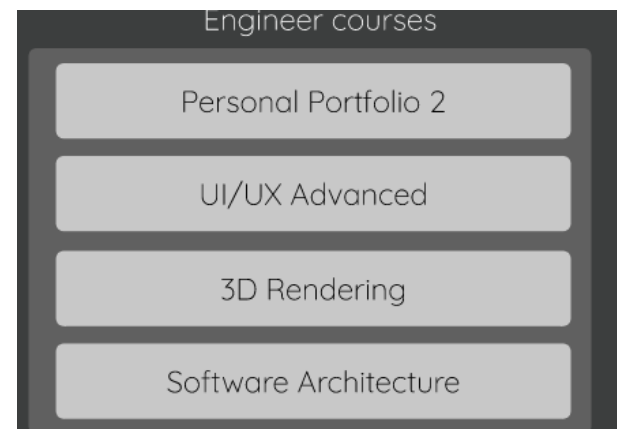 Engineer courses
Personal Portfolio 2
UI/UX Advanced
3D Rendering
Software Architecture